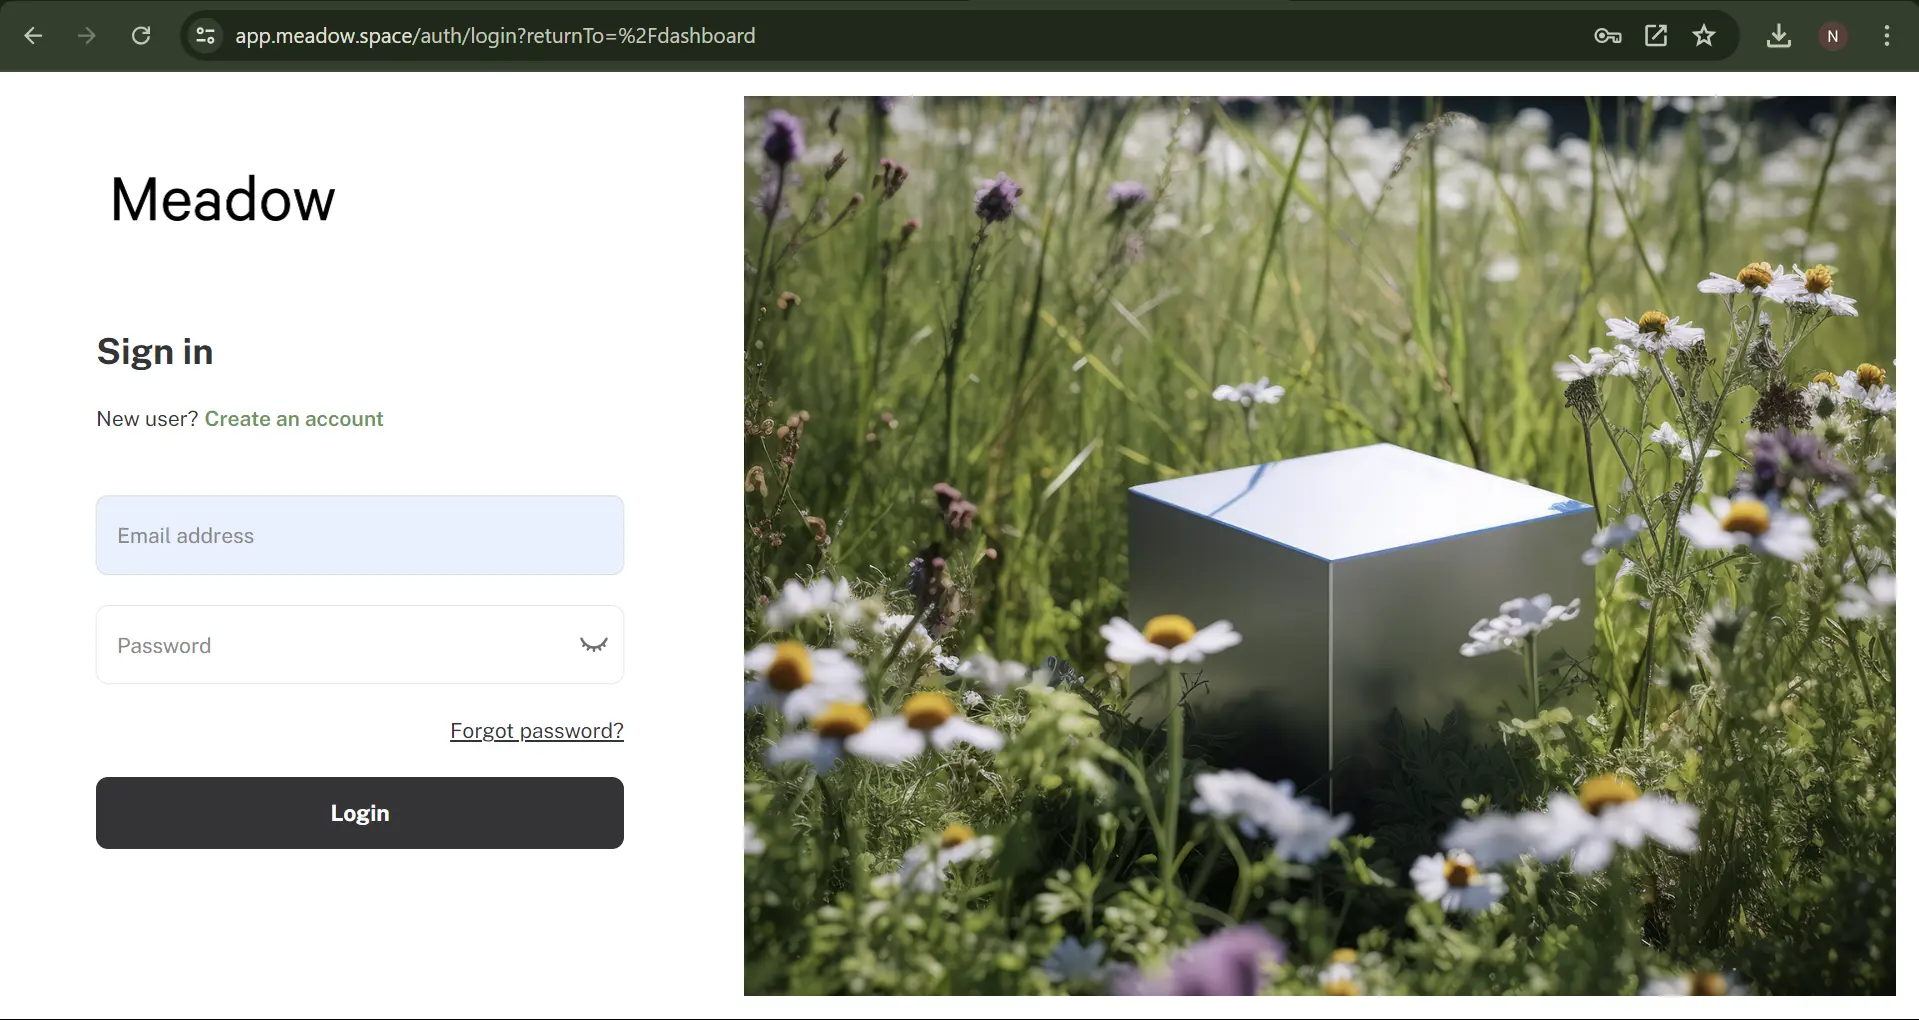 app.meadow.space/auth/login?returnTo=%2Fdashboard
N
Meadow
Sign in
New user? Create an account
Email address
Password
Forgot password?
Login